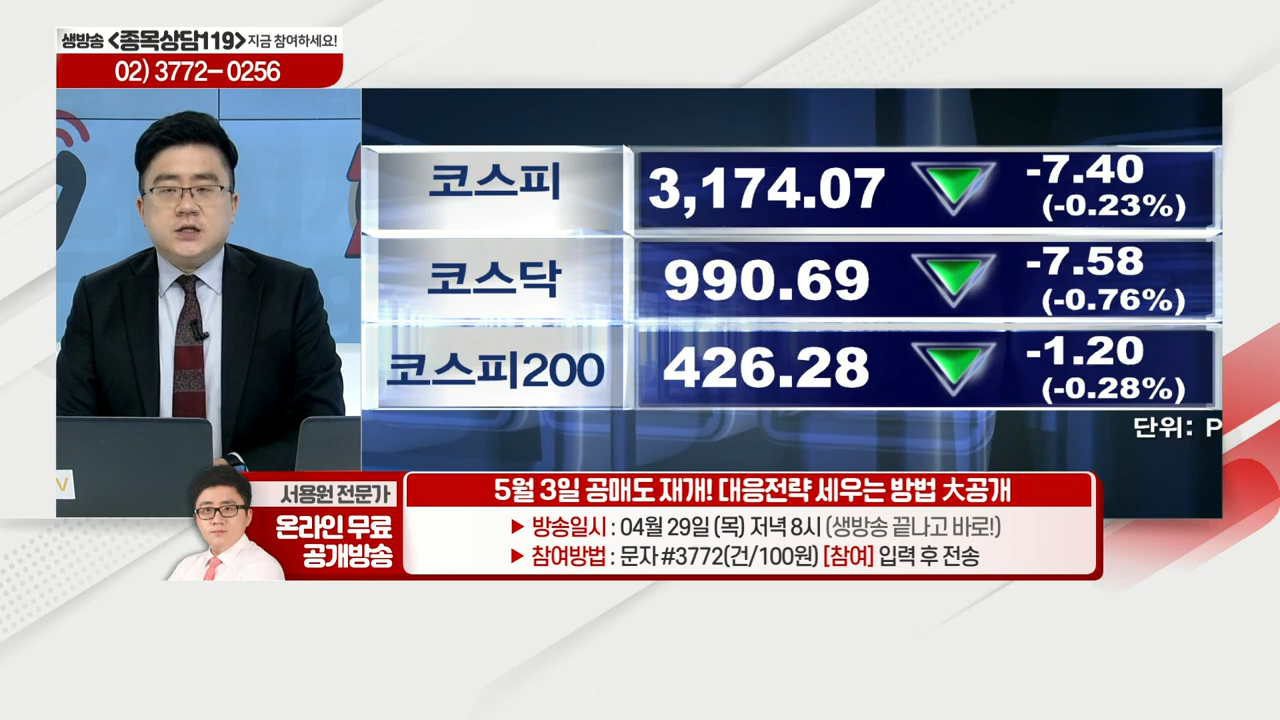 생방송 <종목상담119> 지금 참여하세요!
02) 3772-0256
코스피 3,174.07 -7.40 (-0.23%)
코스닥 990.69 -7.58 (-0.76%)
코스피200 426.28 -1.20 (-0.28%)
단위: P
V
서용원 전문가
온라인 무료
공개방송
5월 3일 공매도 재개! 대응전략 세우는 방법 大공개
▶ 방송일시 : 04월 29일 (목) 저녁 8시 (생방송 끝나고 바로!)
▶ 참여방법 : 문자 #3772(건/100원) [참여] 입력 후 전송